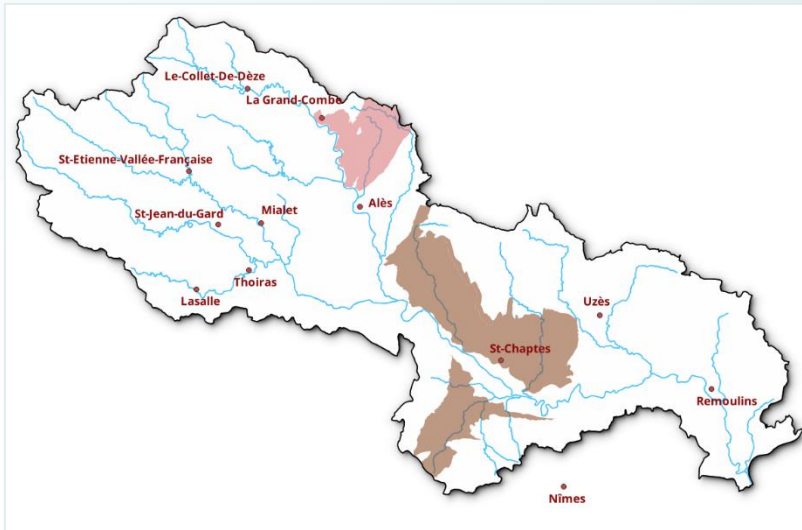 Le-Collet-De-Dèze
La Grand-Combe
St-Etienne-Vallée-Française
Alès
St-Jean-du-Gard
Mialet
Thoiras
Lasalle
Uzès
St-Chaptes
Remoulins
Nîmes